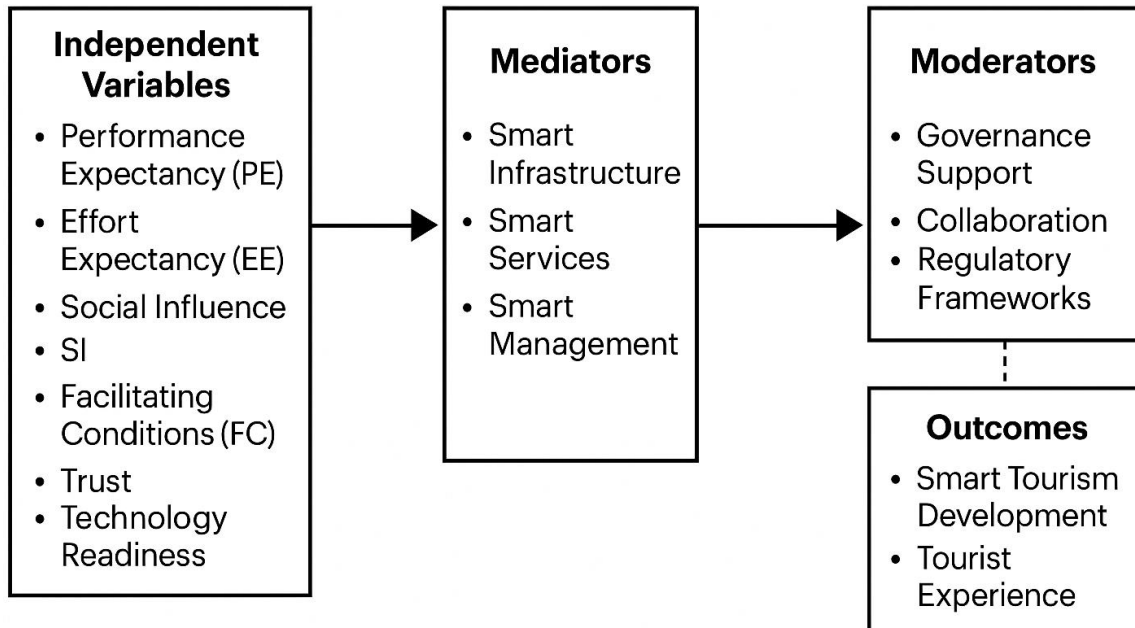 Independent
Variables
• Performance
Expectancy (PE)
• Effort
Expectancy (EE)
• Social Influence
• SI
• Facilitating
Conditions (FC)
• Trust
• Technology
Readiness
Mediators
• Smart
Infrastructure
• Smart
Services
• Smart
Management
Moderators
• Governance
Support
• Collaboration
• Regulatory
Frameworks
Outcomes
• Smart Tourism
Development
• Tourist
Experience